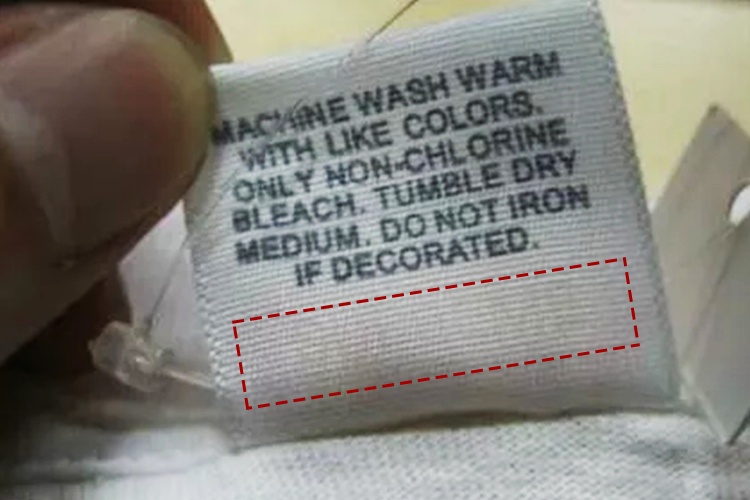 MACHINE WASH WARM
WITH LIKE COLORS.
ONLY NON-CHLORINE
BLEACH. TUMBLE DRY
MEDIUM. DO NOT IRON
IF DECORATED.